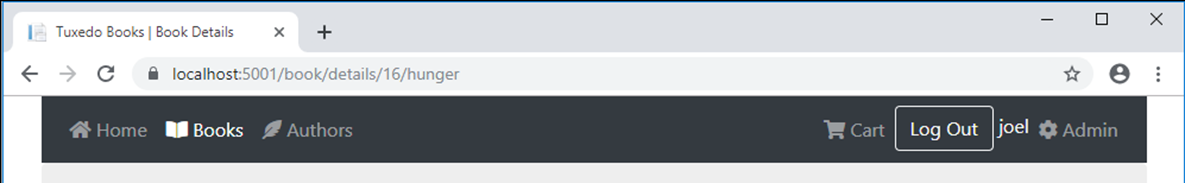 Tuxedo Books | Book Details
localhost:5001/book/details/16/hunger
Home Books Authors Cart Log Out joel Admin